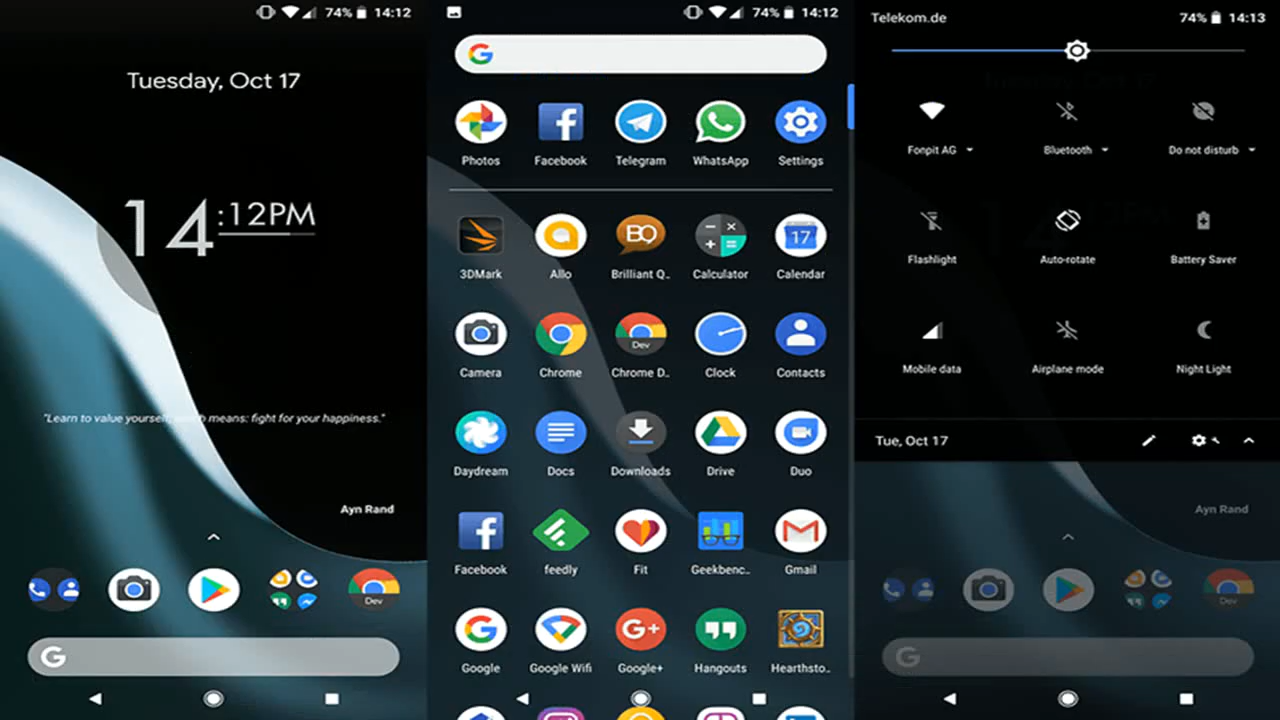 74% 14:12
Tuesday, Oct 17
14:12PM
"Learn to value yourself, which means: fight for your happiness."
Ayn Rand
Dev
G
74% 14:12
G
Photos Facebook Telegram WhatsApp Settings
BQ 17
3DMark Allo Brilliant Q.. Calculator Calendar
Dev
Camera Chrome Chrome D.. Clock Contacts
Daydream Docs Downloads Drive Duo
Facebook feedly Fit Geekbenc.. Gmail
G G+
Google Google Wifi Google+ Hangouts Hearthsto..
Telekom.de 74% 14:13
Fonpit AG Bluetooth Do not disturb
Flashlight Auto-rotate Battery Saver
Mobile data Airplane mode Night Light
Tue, Oct 17
Ayn Rand
Dev
G